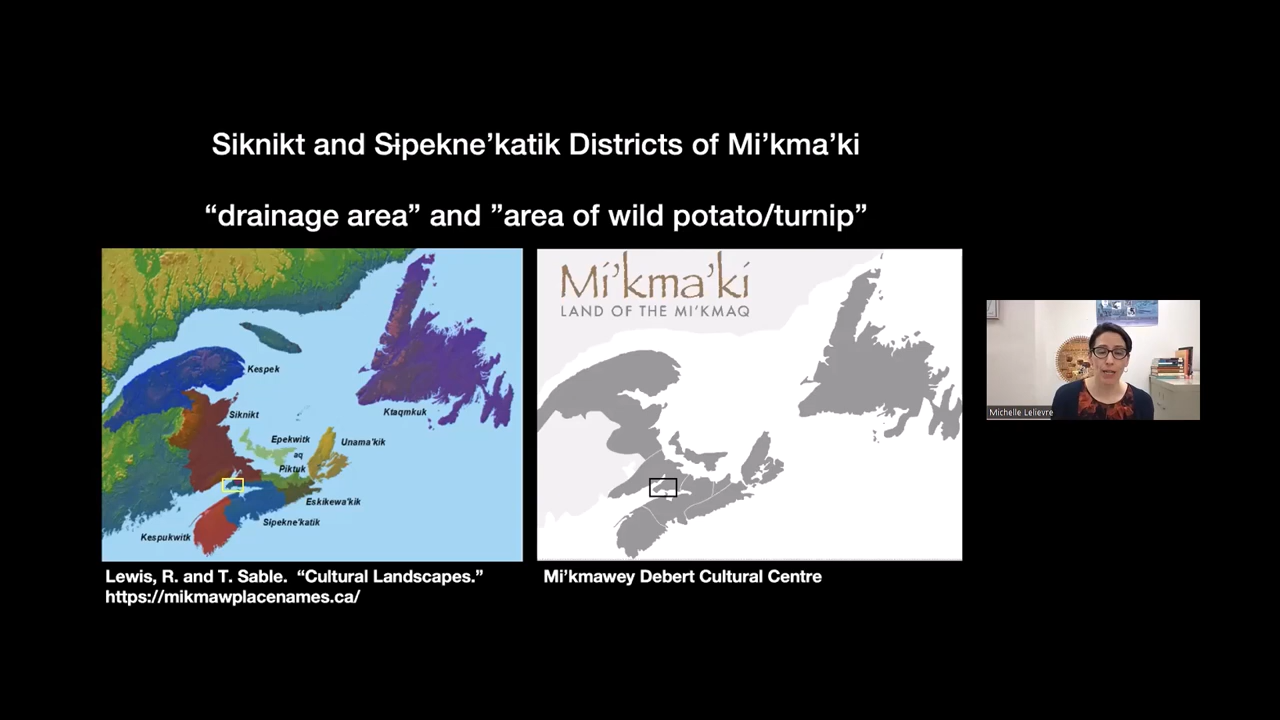 Siknikt and Sɨpekne’katik Districts of Mi’kma’ki
“drainage area” and ”area of wild potato/turnip”
Kespek
Siknikt
Ktaqmkuk
Epekwitk
aq
Piktuk
Unama'kik
Eskikewa'kik
Sipekne'katik
Kespukwitk
Mi'kma'ki
LAND OF THE MI'KMAQ
Michelle Lelievre
Lewis, R. and T. Sable. “Cultural Landscapes.”
https://mikmawplacenames.ca/
Mi’kmawey Debert Cultural Centre